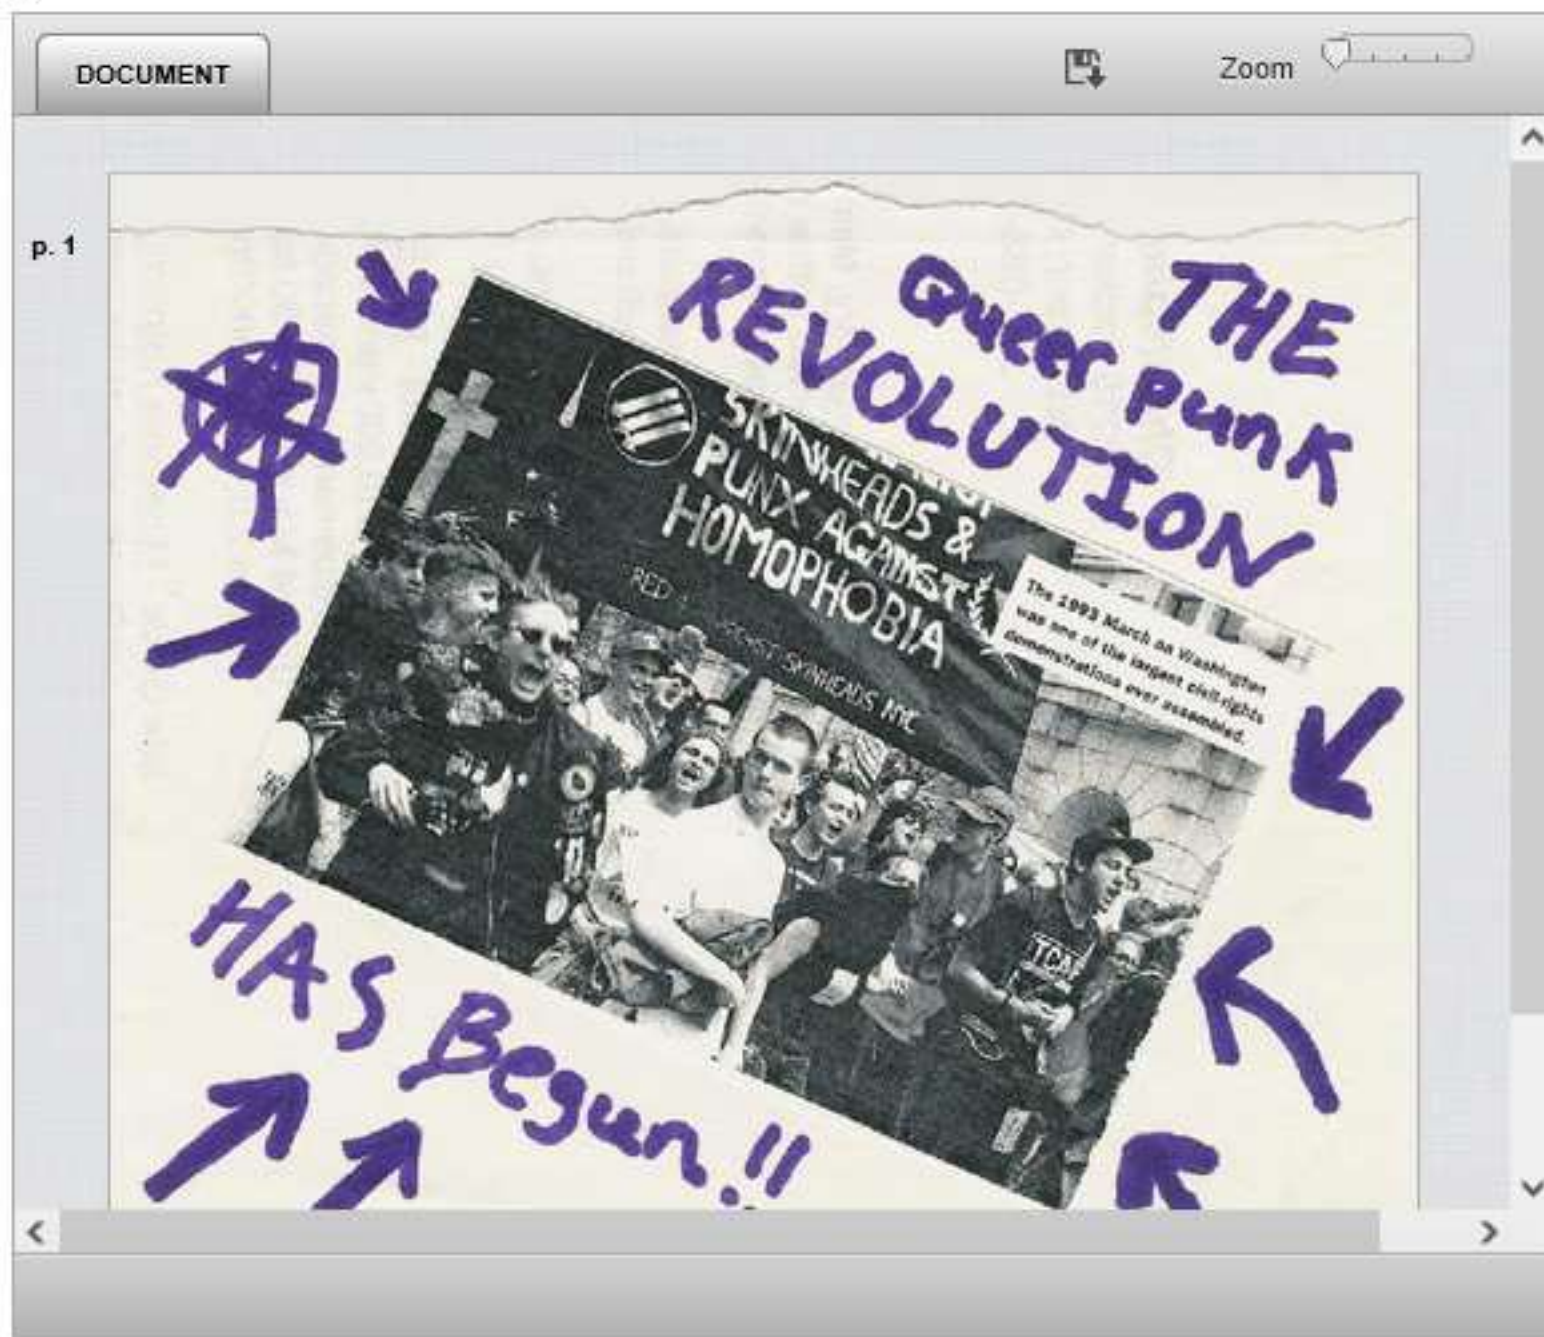 DOCUMENT
Zoom
p. 1
THE
Queer punk
REVOLUTION
SKINHEADS &
PUNX AGAINST
HOMOPHOBIA
RED
SKINHEADS NYC
The 1993 March on Washington
was one of the largest civil-rights
demonstrations ever assembled.
HAS Begun!!